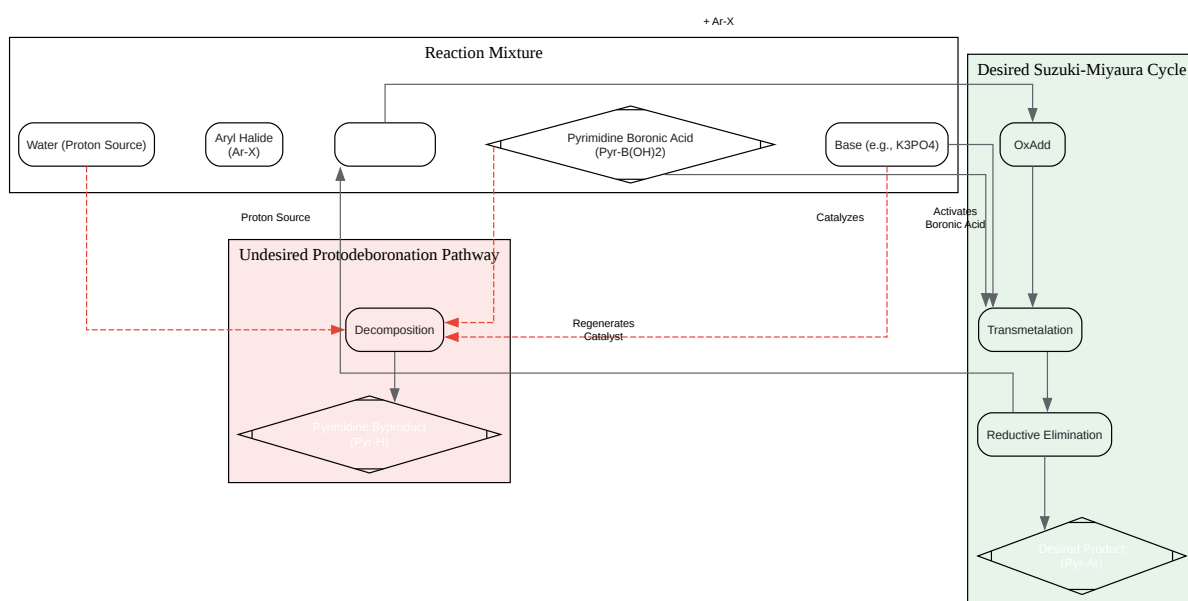 + Ar-X
Reaction Mixture
Desired Suzuki-Miyaura Cycle
Water (Proton Source)
Aryl Halide
(Ar-X)
Pyrimidine Boronic Acid
(Pyr-B(OH)2)
Base (e.g., K3PO4)
OxAdd
Proton Source
Catalyzes
Activates
Boronic Acid
Undesired Protodeboronation Pathway
Decomposition
Regenerates
Catalyst
Transmetalation
Pyrimidine Byproduct
(Pyr-H)
Reductive Elimination
Desired Product
(Pyr-Ar)